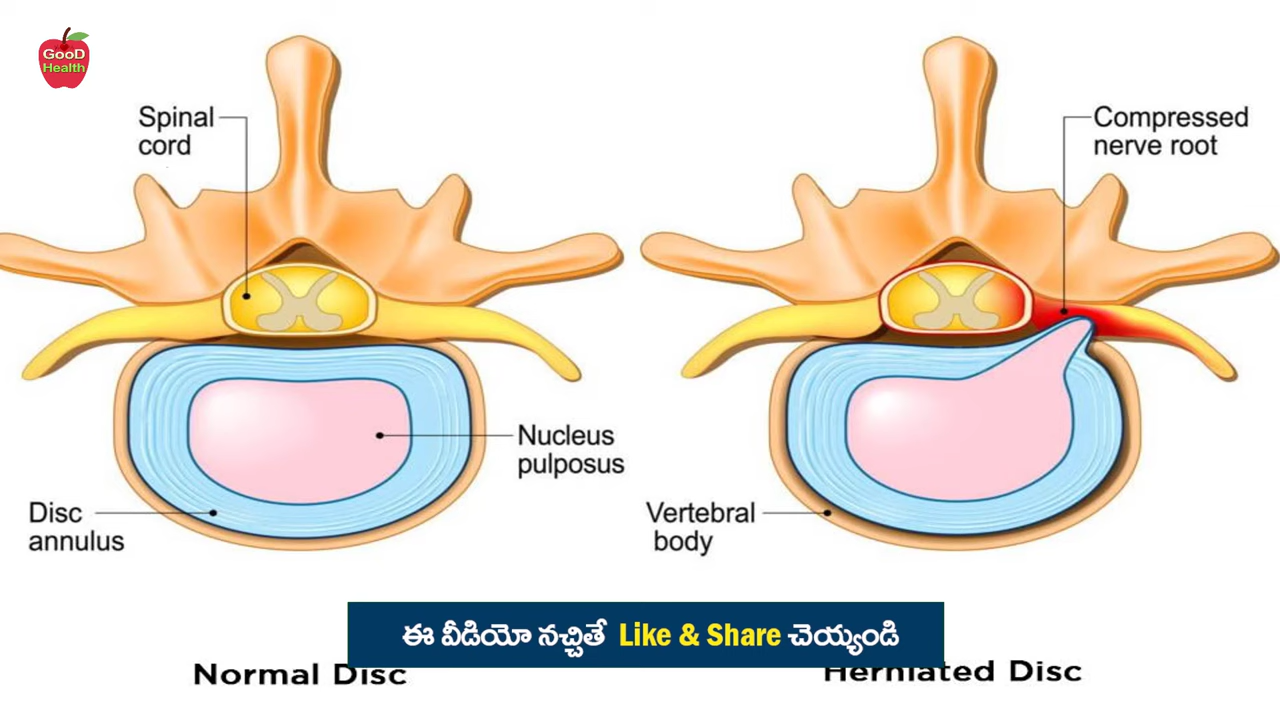 GooD
Health
Spinal
cord
Compressed
nerve root
Nucleus
pulposus
Disc
annulus
Vertebral
body
ఈ వీడియో నచ్చితే Like & Share చెయ్యండి
Normal Disc
Herniated Disc